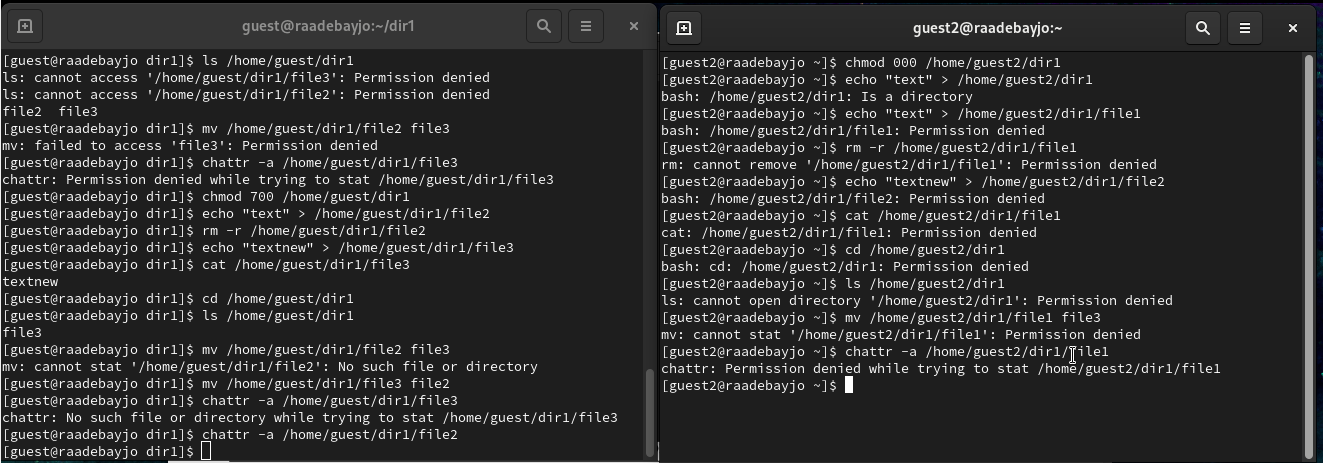 guest@raadebayjo:~/dir1
[guest@raadebayjo dir1]$ ls /home/guest/dir1
ls: cannot access '/home/guest/dir1/file3': Permission denied
ls: cannot access '/home/guest/dir1/file2': Permission denied
file2  file3
[guest@raadebayjo dir1]$ mv /home/guest/dir1/file2 file3
mv: failed to access 'file3': Permission denied
[guest@raadebayjo dir1]$ chattr -a /home/guest/dir1/file3
chattr: Permission denied while trying to stat /home/guest/dir1/file3
[guest@raadebayjo dir1]$ chmod 700 /home/guest/dir1
[guest@raadebayjo dir1]$ echo "text" > /home/guest/dir1/file2
[guest@raadebayjo dir1]$ rm -r /home/guest/dir1/file2
[guest@raadebayjo dir1]$ echo "textnew" > /home/guest/dir1/file3
[guest@raadebayjo dir1]$ cat /home/guest/dir1/file3
textnew
[guest@raadebayjo dir1]$ cd /home/guest/dir1
[guest@raadebayjo dir1]$ ls /home/guest/dir1
file3
[guest@raadebayjo dir1]$ mv /home/guest/dir1/file2 file3
mv: cannot stat '/home/guest/dir1/file2': No such file or directory
[guest@raadebayjo dir1]$ mv /home/guest/dir1/file3 file2
[guest@raadebayjo dir1]$ chattr -a /home/guest/dir1/file3
chattr: No such file or directory while trying to stat /home/guest/dir1/file3
[guest@raadebayjo dir1]$ chattr -a /home/guest/dir1/file2
[guest@raadebayjo dir1]$
guest2@raadebayjo:~
[guest2@raadebayjo ~]$ chmod 000 /home/guest2/dir1
[guest2@raadebayjo ~]$ echo "text" > /home/guest2/dir1
bash: /home/guest2/dir1: Is a directory
[guest2@raadebayjo ~]$ echo "text" > /home/guest2/dir1/file1
bash: /home/guest2/dir1/file1: Permission denied
[guest2@raadebayjo ~]$ rm -r /home/guest2/dir1/file1
rm: cannot remove '/home/guest2/dir1/file1': Permission denied
[guest2@raadebayjo ~]$ echo "textnew" > /home/guest2/dir1/file2
bash: /home/guest2/dir1/file2: Permission denied
[guest2@raadebayjo ~]$ cat /home/guest2/dir1/file1
cat: /home/guest2/dir1/file1: Permission denied
[guest2@raadebayjo ~]$ cd /home/guest2/dir1
bash: cd: /home/guest2/dir1: Permission denied
[guest2@raadebayjo ~]$ ls /home/guest2/dir1
ls: cannot open directory '/home/guest2/dir1': Permission denied
[guest2@raadebayjo ~]$ mv /home/guest2/dir1/file1 file3
mv: cannot stat '/home/guest2/dir1/file1': Permission denied
[guest2@raadebayjo ~]$ chattr -a /home/guest2/dir1/file1
chattr: Permission denied while trying to stat /home/guest2/dir1/file1
[guest2@raadebayjo ~]$